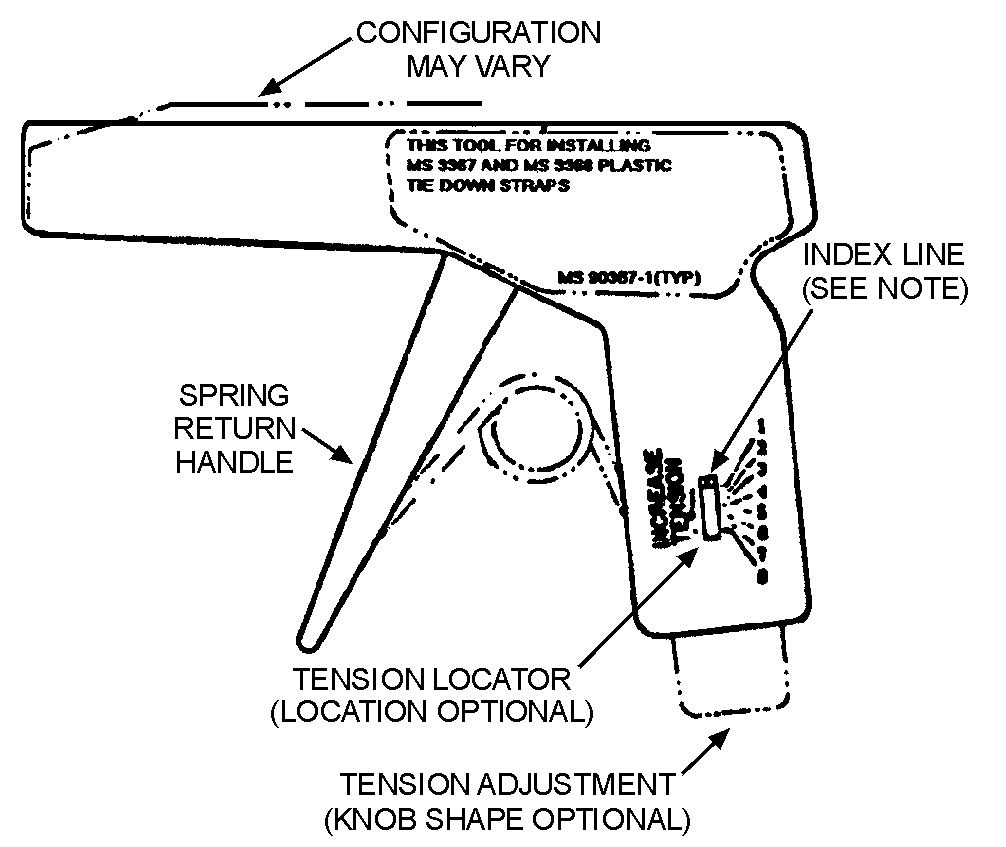 CONFIGURATION
MAY VARY
THIS TOOL FOR INSTALLING
MS 3367 AND MS 3368 PLASTIC
TIE DOWN STRAPS
MS 90387-1(TYP)
INDEX LINE
(SEE NOTE)
SPRING
RETURN
HANDLE
INCREASE
TENSION
1
2
3
4
5
6
7
8
TENSION LOCATOR
(LOCATION OPTIONAL)
TENSION ADJUSTMENT
(KNOB SHAPE OPTIONAL)